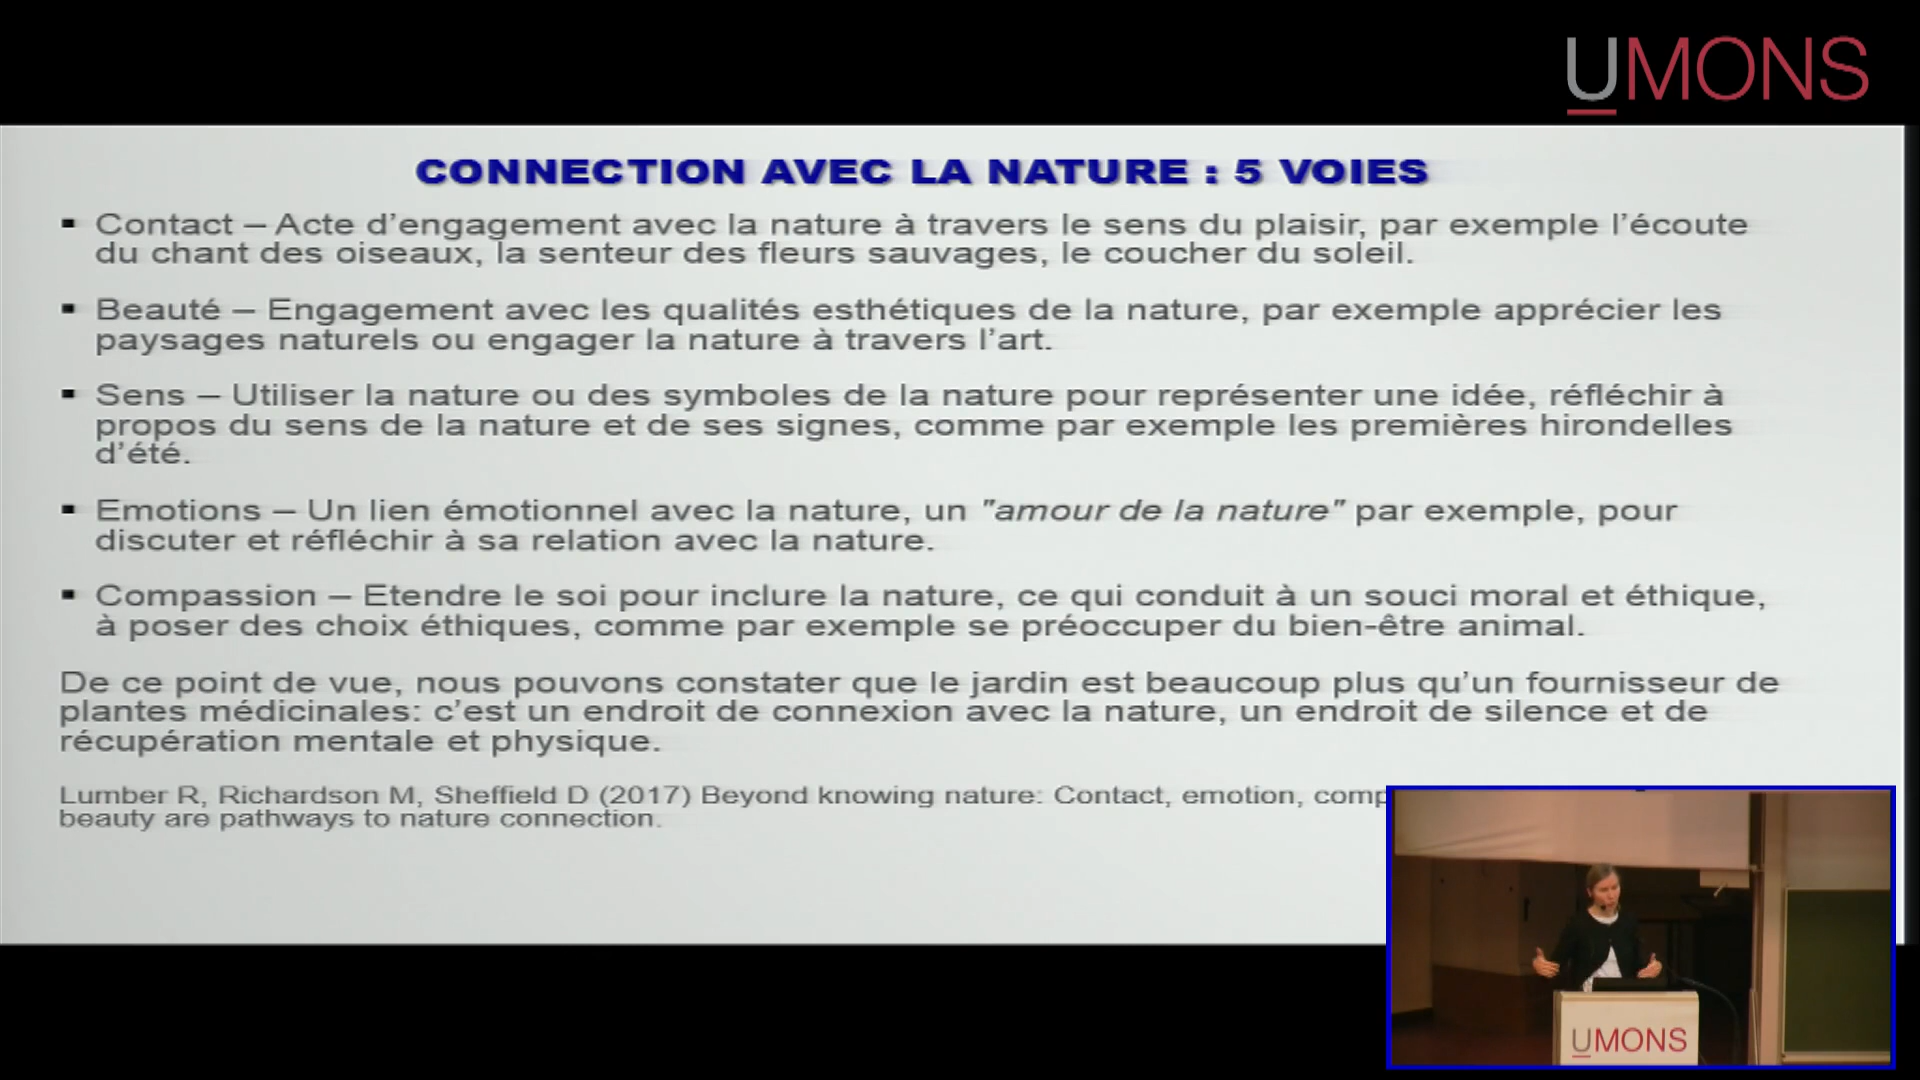 UMONS
CONNECTION AVEC LA NATURE : 5 VOIES
▪ Contact – Acte d'engagement avec la nature à travers le sens du plaisir, par exemple l'écoute
du chant des oiseaux, la senteur des fleurs sauvages, le coucher du soleil.
▪ Beauté – Engagement avec les qualités esthétiques de la nature, par exemple apprécier les
paysages naturels ou engager la nature à travers l'art.
▪ Sens – Utiliser la nature ou des symboles de la nature pour représenter une idée, réfléchir à
propos du sens de la nature et de ses signes, comme par exemple les premières hirondelles
d'été.
▪ Emotions – Un lien émotionnel avec la nature, un "amour de la nature" par exemple, pour
discuter et réfléchir à sa relation avec la nature.
▪ Compassion – Etendre le soi pour inclure la nature, ce qui conduit à un souci moral et éthique,
à poser des choix éthiques, comme par exemple se préoccuper du bien-être animal.
De ce point de vue, nous pouvons constater que le jardin est beaucoup plus qu'un fournisseur de
plantes médicinales: c'est un endroit de connexion avec la nature, un endroit de silence et de
récupération mentale et physique.
Lumber R, Richardson M, Sheffield D (2017) Beyond knowing nature: Contact, emotion, comp
beauty are pathways to nature connection.
UMONS